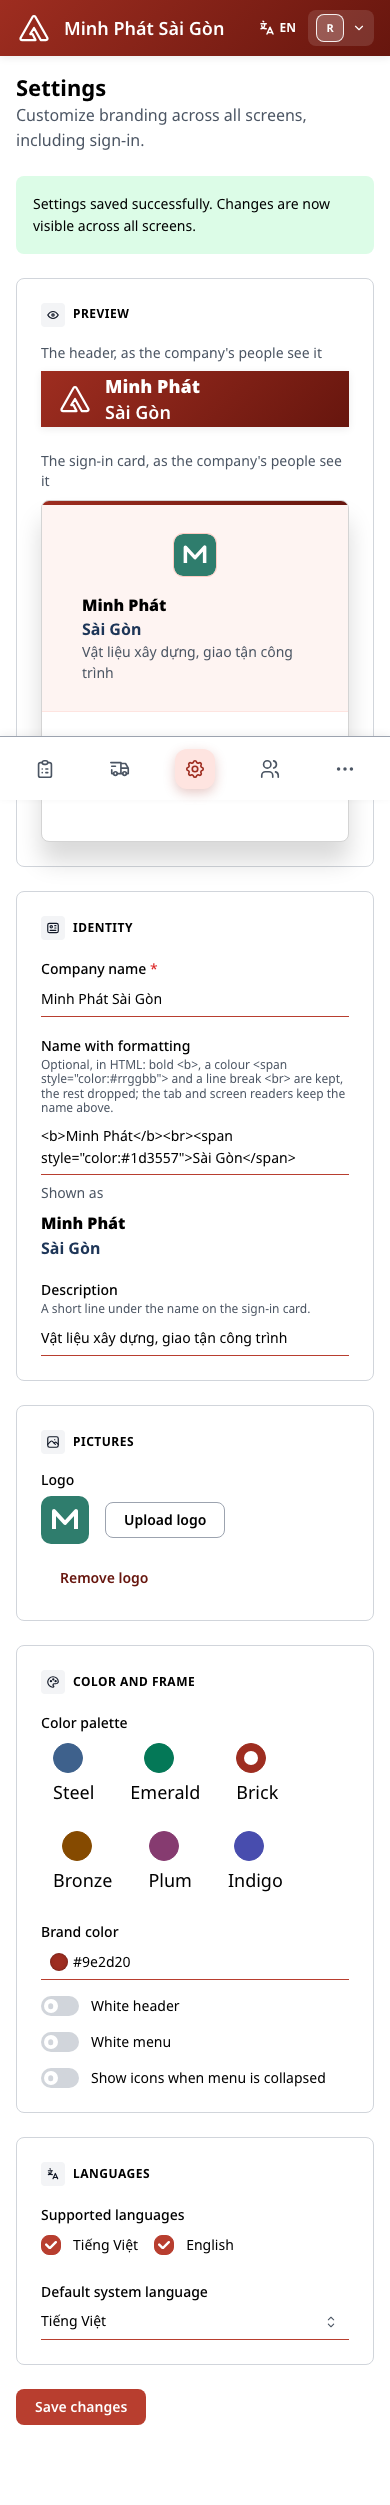 Minh Phát Sài Gòn
EN
R
Settings
Customize branding across all screens,
including sign-in.
Settings saved successfully. Changes are now
visible across all screens.
PREVIEW
The header, as the company's people see it
Minh Phát
Sài Gòn
The sign-in card, as the company's people see
it
M
Minh Phát
Sài Gòn
Vật liệu xây dựng, giao tận công
trình
IDENTITY
Company name *
Minh Phát Sài Gòn
Name with formatting
Optional, in HTML: bold <b>, a colour <span
style="color:#rrggbb"> and a line break <br> are kept,
the rest dropped; the tab and screen readers keep the
name above.
<b>Minh Phát</b><br><span
style="color:#1d3557">Sài Gòn</span>
Shown as
Minh Phát
Sài Gòn
Description
A short line under the name on the sign-in card.
Vật liệu xây dựng, giao tận công trình
PICTURES
Logo
M
Upload logo
Remove logo
COLOR AND FRAME
Color palette
Steel
Emerald
Brick
Bronze
Plum
Indigo
Brand color
#9e2d20
White header
White menu
Show icons when menu is collapsed
LANGUAGES
Supported languages
Tiếng Việt
English
Default system language
Tiếng Việt
Save changes